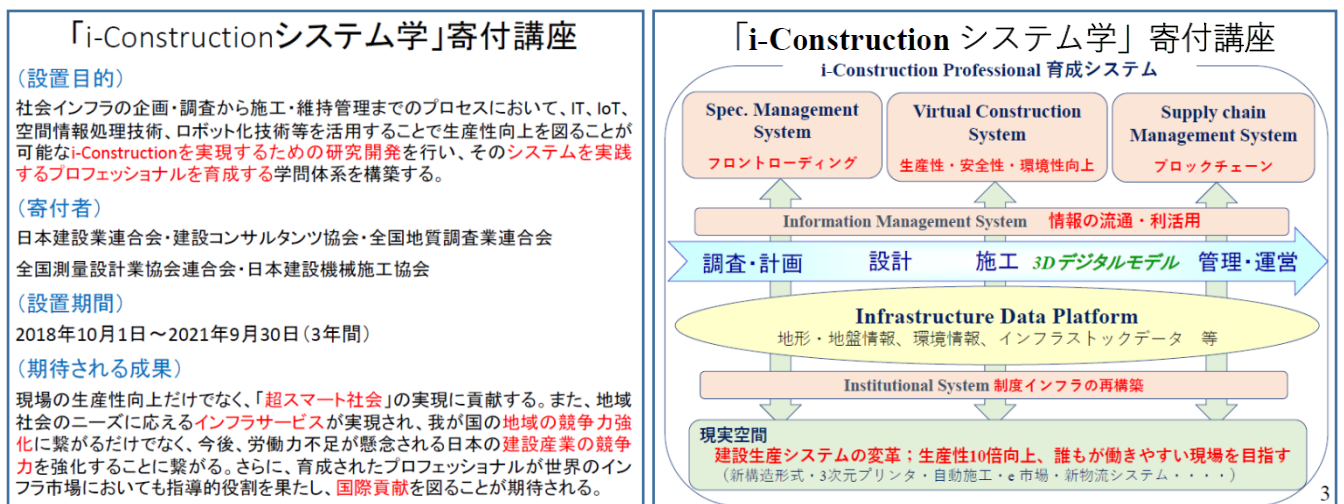 「i-Constructionシステム学」寄付講座
（設置目的）
社会インフラの企画・調査から施工・維持管理までのプロセスにおいて、IT、IoT、
空間情報処理技術、ロボット化技術等を活用することで生産性向上を図ることが
可能なi-Constructionを実現するための研究開発を行い、そのシステムを実践
するプロフェッショナルを育成する学問体系を構築する。
（寄付者）
日本建設業連合会・建設コンサルタンツ協会・全国地質調査業連合会
全国測量設計業協会連合会・日本建設機械施工協会
（設置期間）
2018年10月1日～2021年9月30日（3年間）
（期待される成果）
現場の生産性向上だけでなく、「超スマート社会」の実現に貢献する。また、地域
社会のニーズに応えるインフラサービスが実現され、我が国の地域の競争力強
化に繋がるだけでなく、今後、労働力不足が懸念される日本の建設産業の競争
力を強化することに繋がる。さらに、育成されたプロフェッショナルが世界のイン
フラ市場においても指導的役割を果たし、国際貢献を図ることが期待される。
「i-Construction システム学」寄付講座
i-Construction Professional 育成システム
Spec. Management
System
フロントローディング
Virtual Construction
System
生産性・安全性・環境性向上
Supply chain
Management System
ブロックチェーン
Information Management System 情報の流通・利活用
調査・計画 設計 施工 3Dデジタルモデル 管理・運営
Infrastructure Data Platform
地形・地盤情報、環境情報、インフラストックデータ 等
Institutional System 制度インフラの再構築
現実空間
建設生産システムの変革；生産性10倍向上、誰もが働きやすい現場を目指す
（新構造形式・3次元プリンタ・自動施工・e 市場・新物流システム・・・・）
3